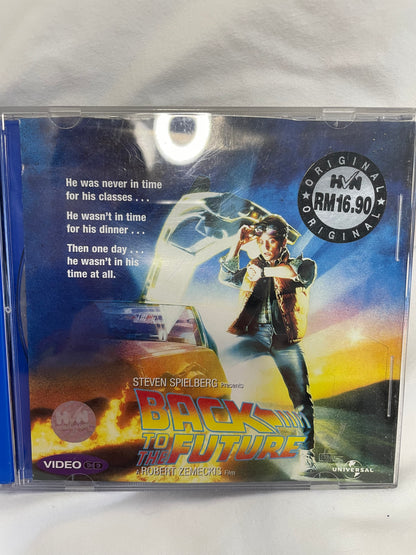 He was never in time
for his classes . . .
He wasn't in time
for his dinner . . .
Then one day . . .
he wasn't in his
time at all.
ORIGINAL
HVN
RM16.90
ORIGINAL
STEVEN SPIELBERG Presents
BACK
TO THE FUTURE
A ROBERT ZEMECKIS Film
VIDEO CD
UNIVERSAL